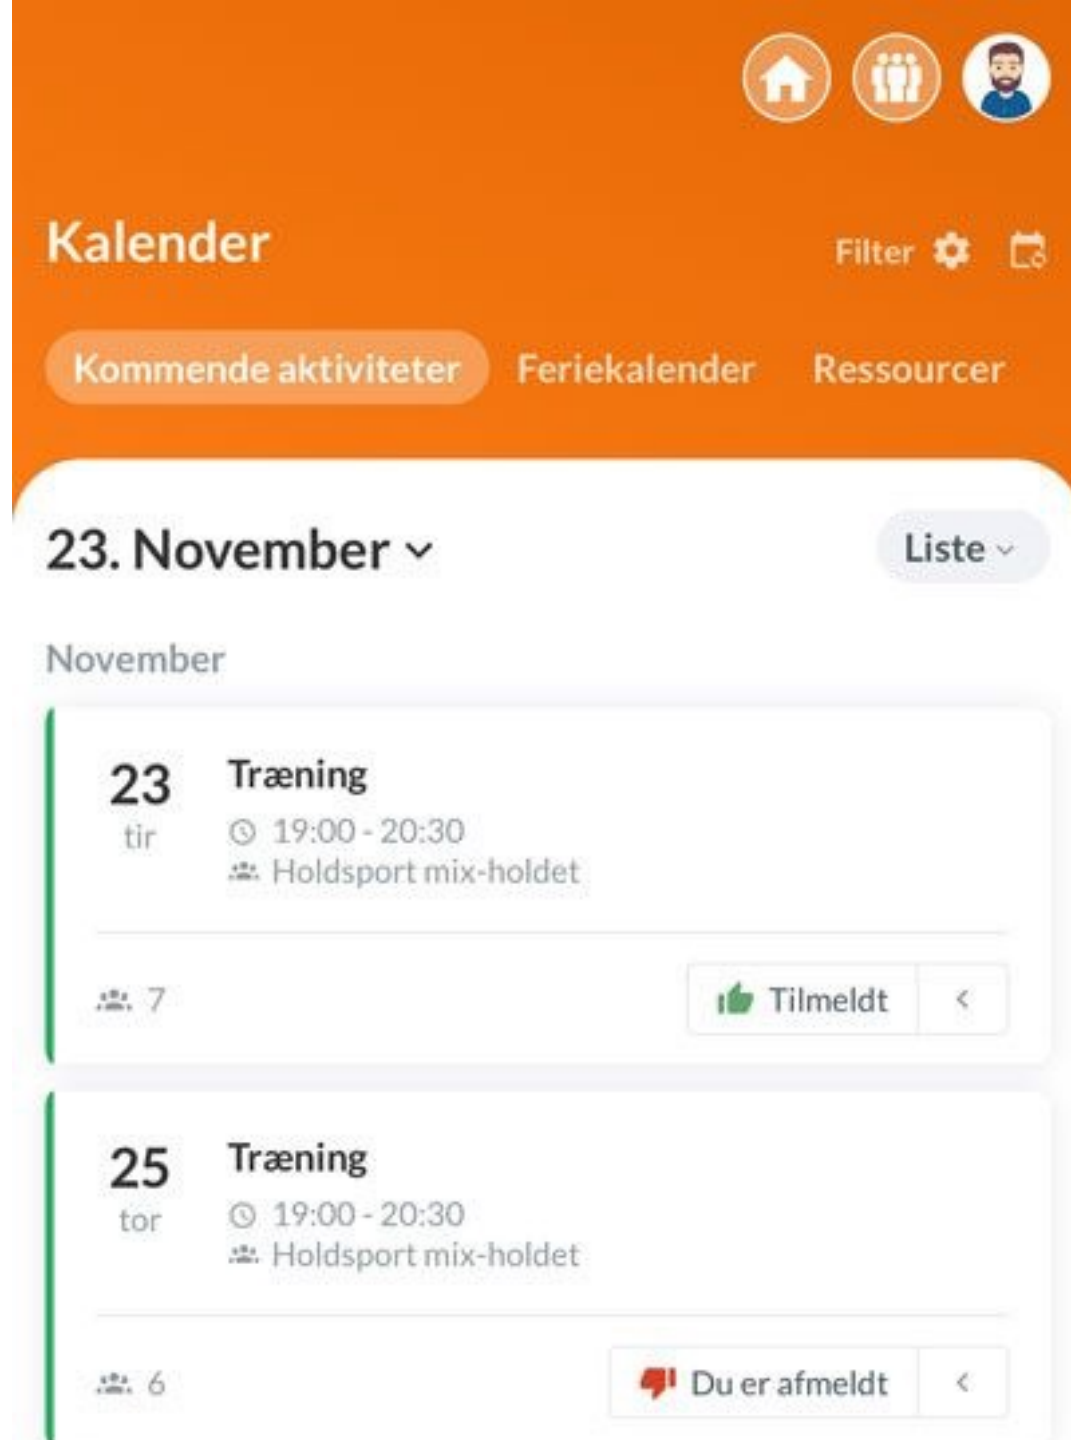 Kalender
Filter
Kommende aktiviteter Feriekalender Ressourcer
23. November
Liste
November
23 Træning
tir 19:00 - 20:30
Holdsport mix-holdet
7 Tilmeldt
25 Træning
tor 19:00 - 20:30
Holdsport mix-holdet
6 Du er afmeldt